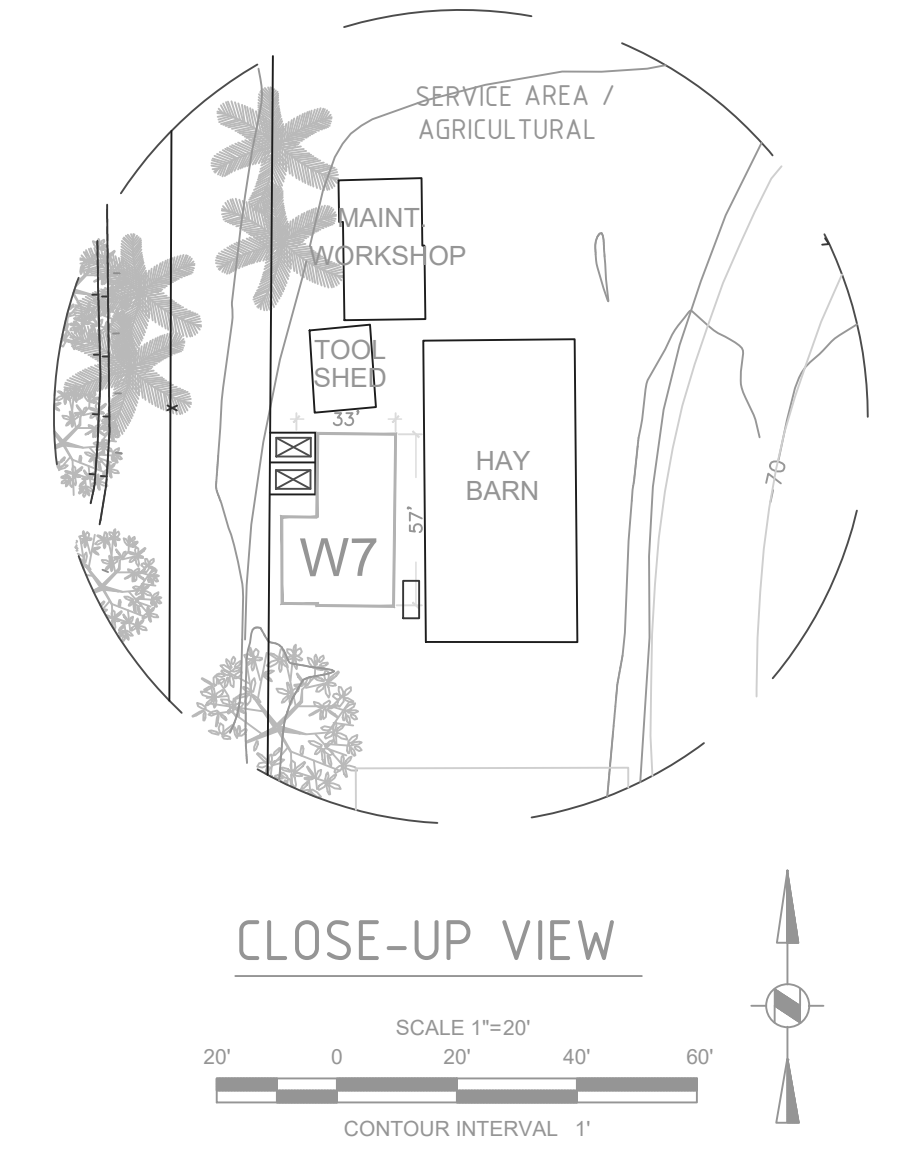 SERVICE AREA /
AGRICULTURAL
MAINT.
WORKSHOP
TOOL
SHED
33'
HAY
BARN
70
57'
W7
CLOSE-UP VIEW
SCALE 1"=20'
20' 0 20' 40' 60'
CONTOUR INTERVAL 1'